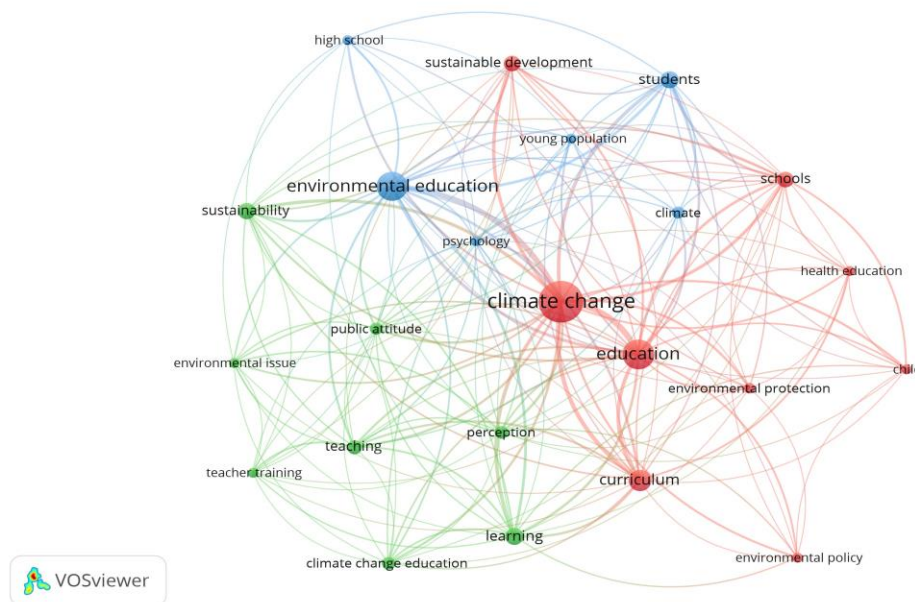 high school
sustainable development
students
young population
environmental education
schools
sustainability
climate
psychology
health education
climate change
public attitude
education
environmental issue
child
environmental protection
perception
teaching
teacher training
curriculum
learning
climate change education
environmental policy
VOSviewer